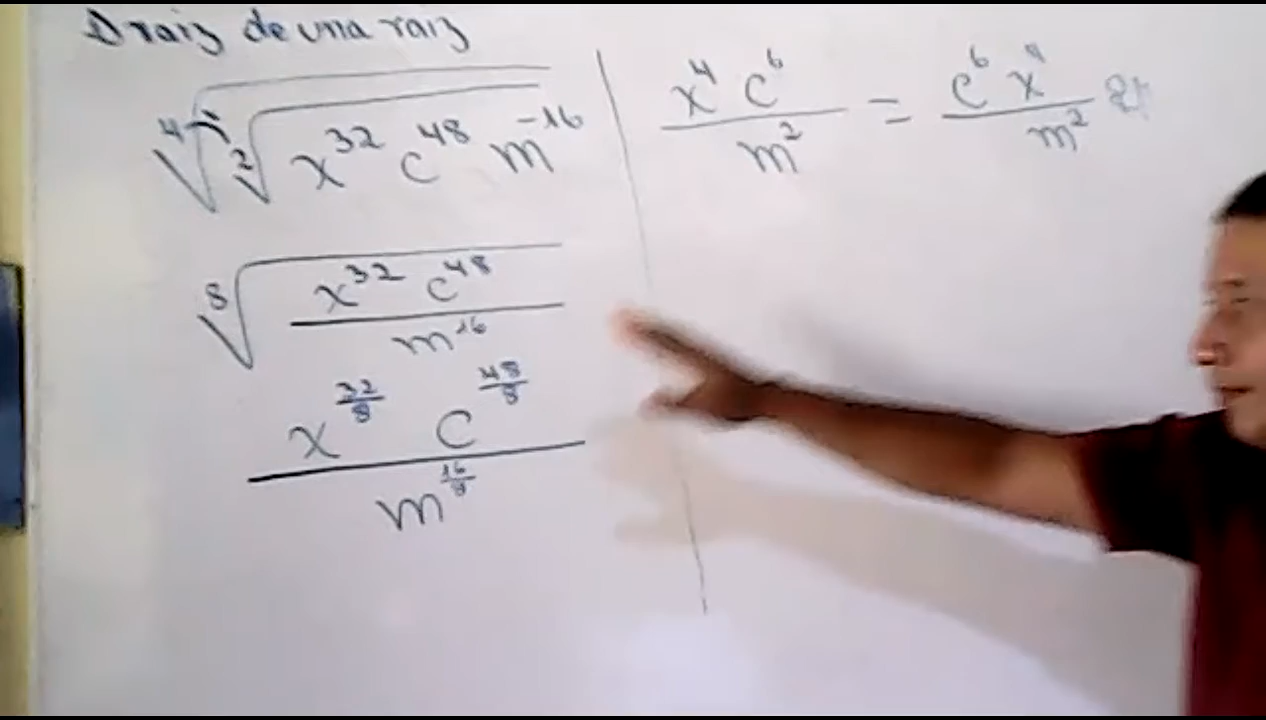 raiz de una raiz
⁴√ ²√ x³² c⁴⁸ m⁻¹⁶
⁸√ x³² c⁴⁸ / m¹⁶
x^(32/8) c^(48/8) / m^(16/8)
x⁴ c⁶ / m² = c⁶ x⁴ / m²